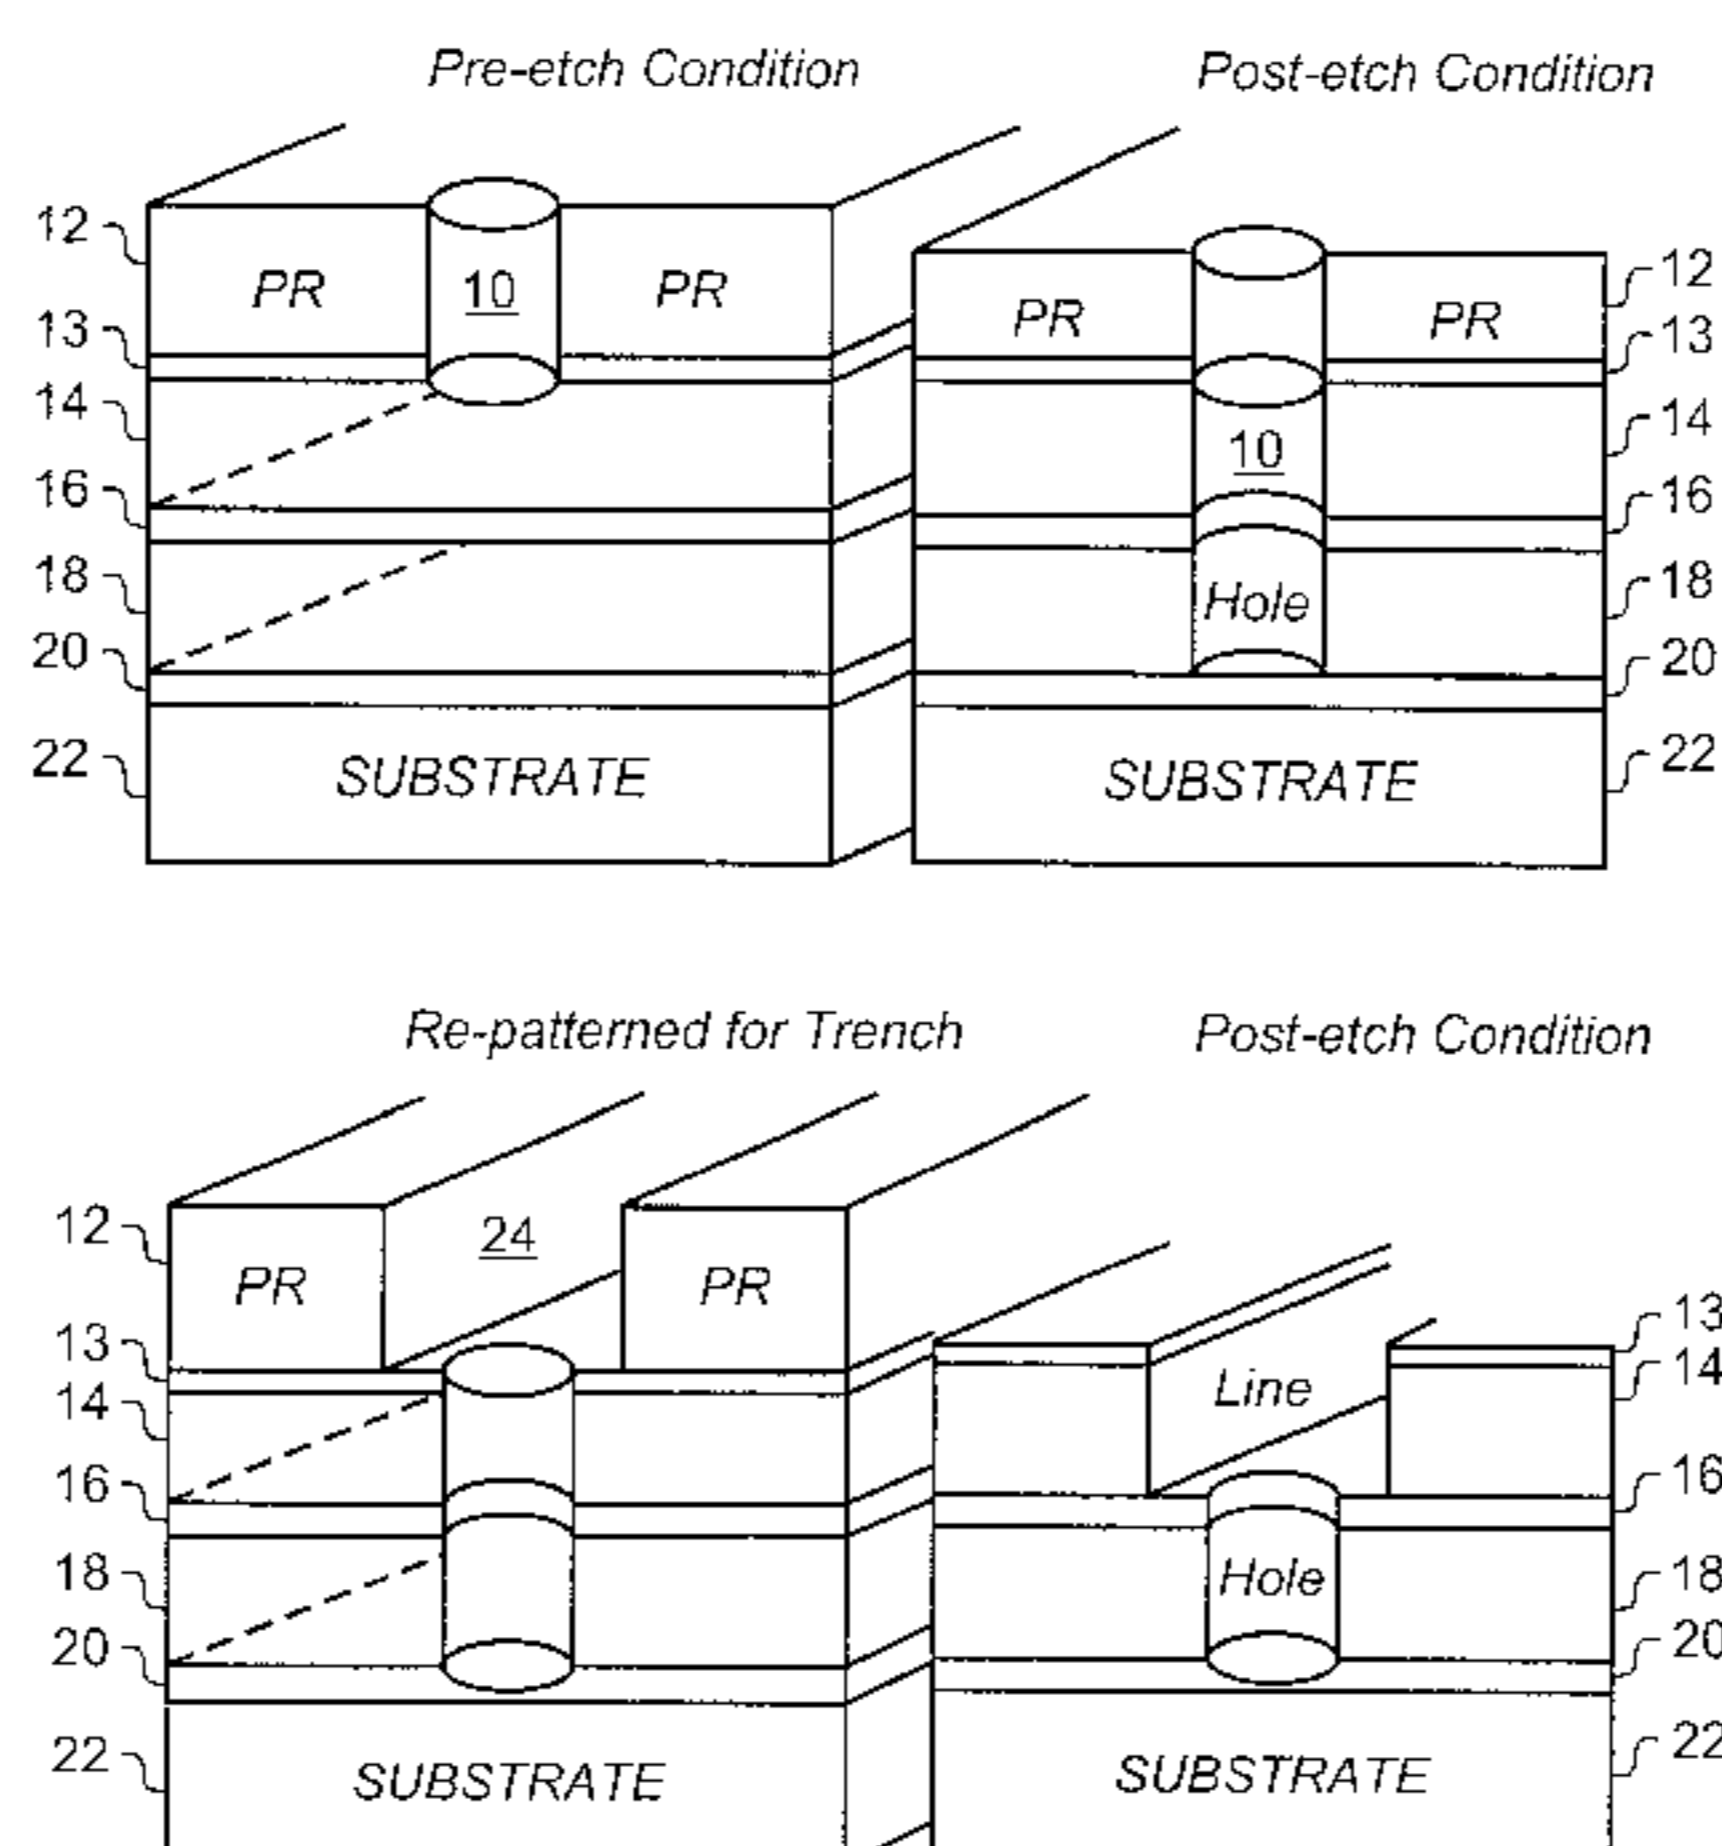 Pre-etch Condition
Post-etch Condition
12
PR
10
PR
13
14
16
18
20
22
SUBSTRATE
PR
PR
12
13
14
10
16
Hole
18
20
SUBSTRATE
22
Re-patterned for Trench
Post-etch Condition
12
PR
24
PR
13
14
16
18
20
22
SUBSTRATE
13
Line
14
16
Hole
18
20
SUBSTRATE
22